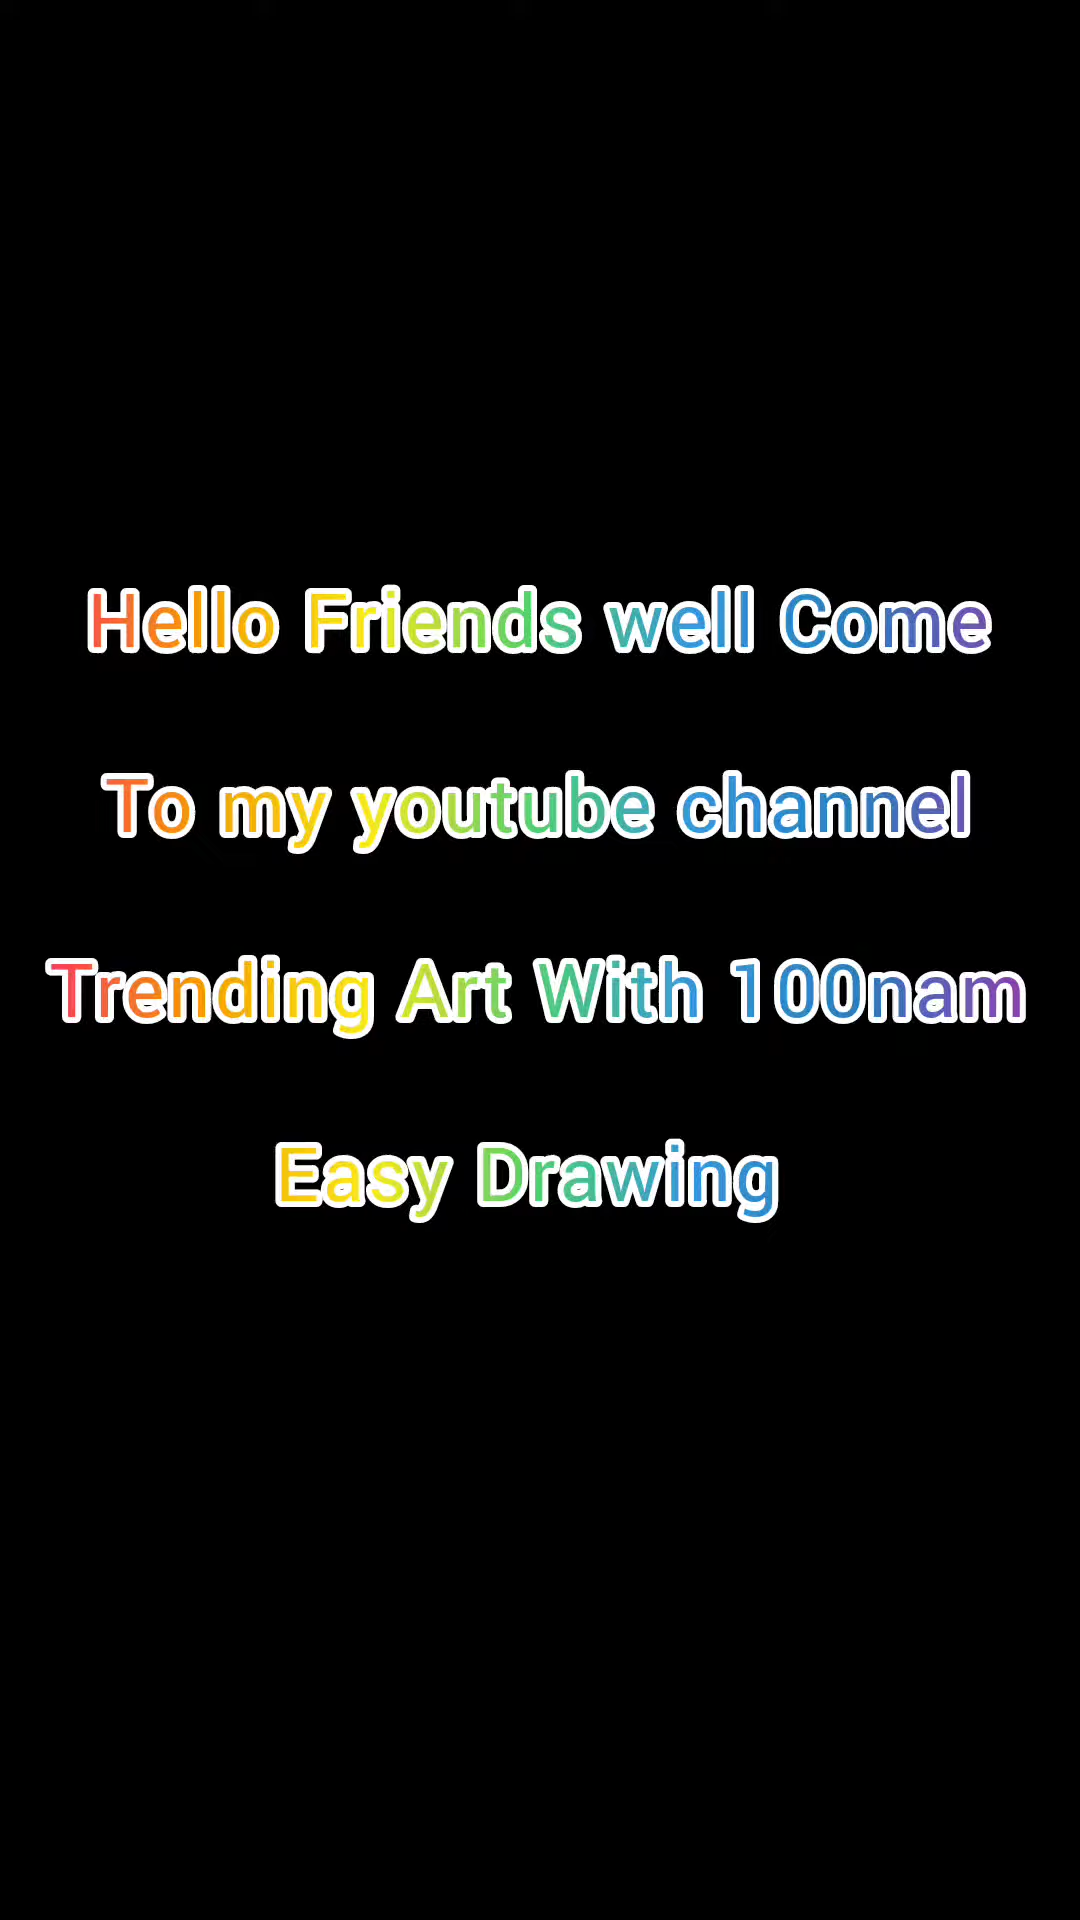 Hello Friends well Come
To my youtube channel
Trending Art With 100nam
Easy Drawing